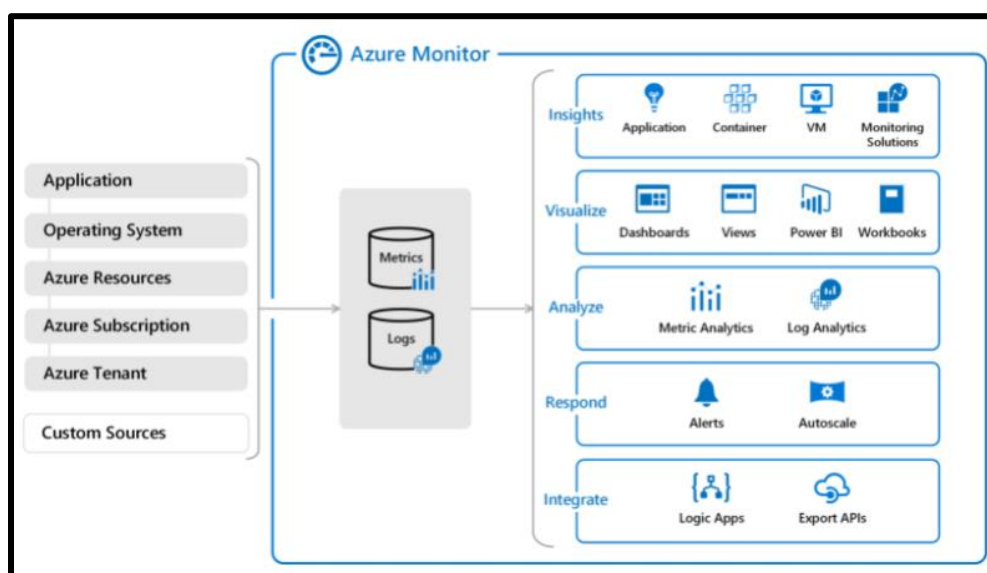 Azure Monitor
Application
Operating System
Azure Resources
Azure Subscription
Azure Tenant
Custom Sources
Metrics
Logs
Insights
Application
Container
VM
Monitoring
Solutions
Visualize
Dashboards
Views
Power BI
Workbooks
Analyze
Metric Analytics
Log Analytics
Respond
Alerts
Autoscale
Integrate
Logic Apps
Export APIs